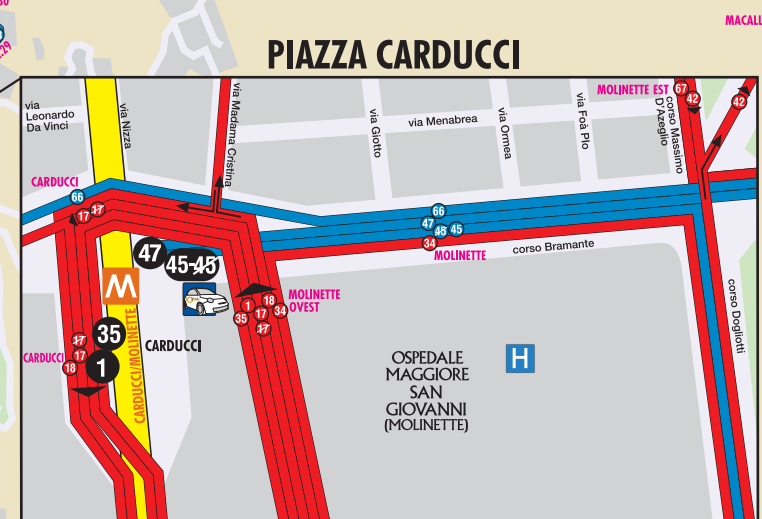 MACALL
.29
PIAZZA CARDUCCI
via
Leonardo
Da Vinci
via Nizza
via Madama Cristina
via Giotto
via Menabrea
via Ormea
via Foà Pio
MOLINETTE EST
67
42
corso Massimo
D'Azeglio
42
CARDUCCI
66
17
17
66
47
45
45
34
MOLINETTE
corso Bramante
47
45-45
M
CARDUCCI/MOLINETTE
MOLINETTE
OVEST
1
18
35
17
34
17
corso Dogliotti
35
CARDUCCI
1
17
17
CARDUCCI
18
OSPEDALE
MAGGIORE
SAN
GIOVANNI
(MOLINETTE)
H